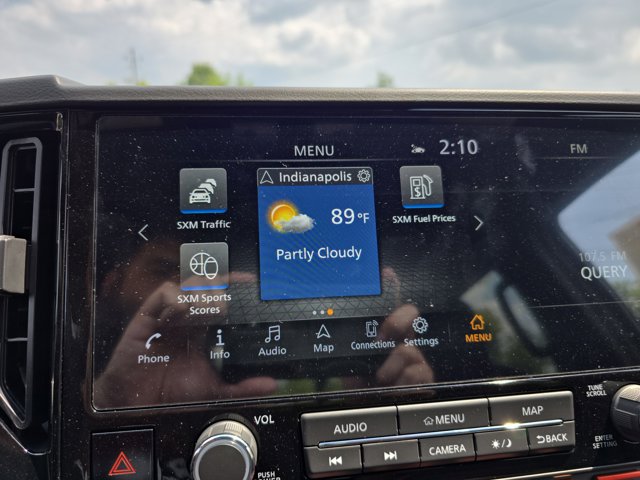 MENU
2:10
FM
Indianapolis
89°F
Partly Cloudy
SXM Traffic
SXM Fuel Prices
SXM Sports
Scores
107.5 FM
QUERY
Phone
Info
Audio
Map
Connections
Settings
MENU
VOL
AUDIO
MENU
MAP
CAMERA
BACK
TUNE
SCROLL
ENTER
SETTING
PUSH
POWER